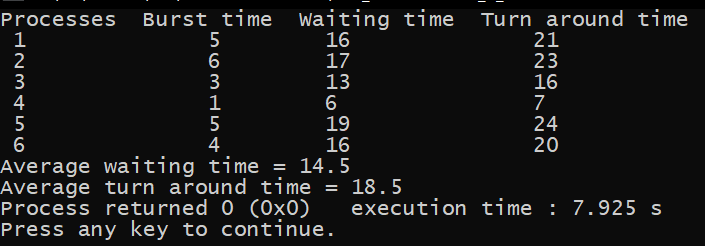 Processes  Burst time  Waiting time  Turn around time
1  5  16  21
2  6  17  23
3  3  13  16
4  1  6  7
5  5  19  24
6  4  16  20
Average waiting time = 14.5
Average turn around time = 18.5
Process returned 0 (0x0)   execution time : 7.925 s
Press any key to continue.